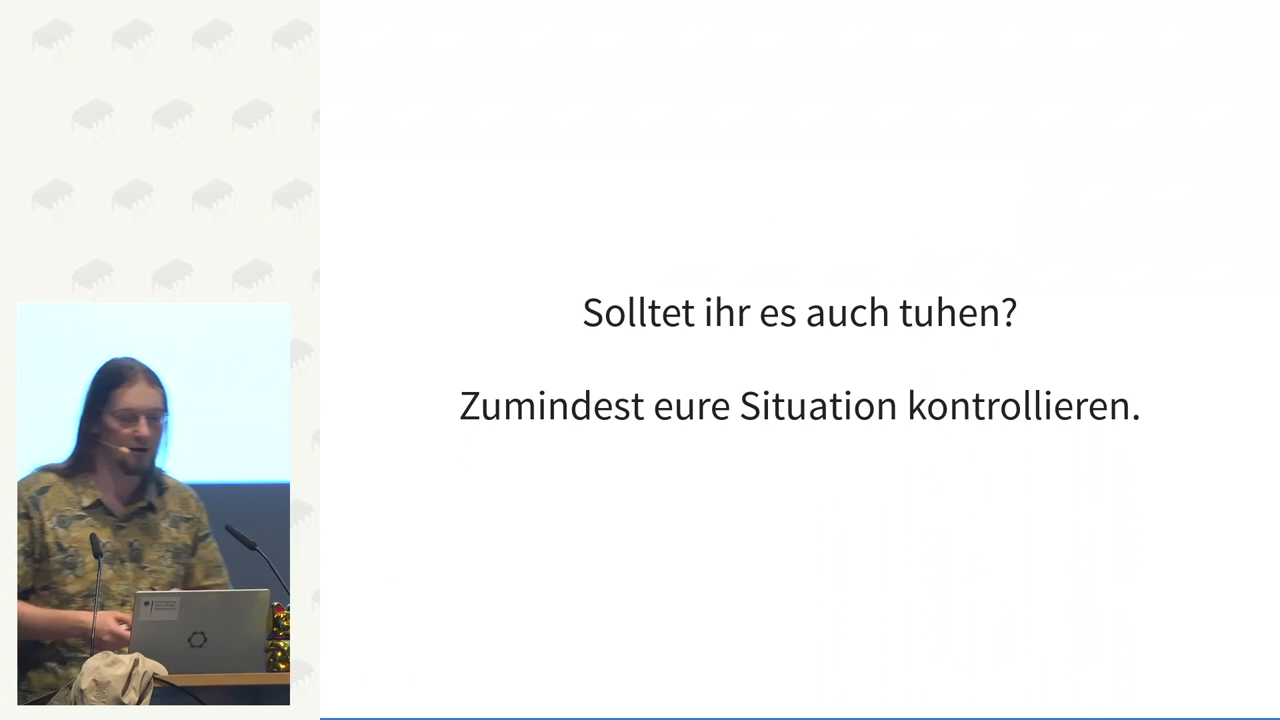 Solltet ihr es auch tuhen?
Zumindest eure Situation kontrollieren.